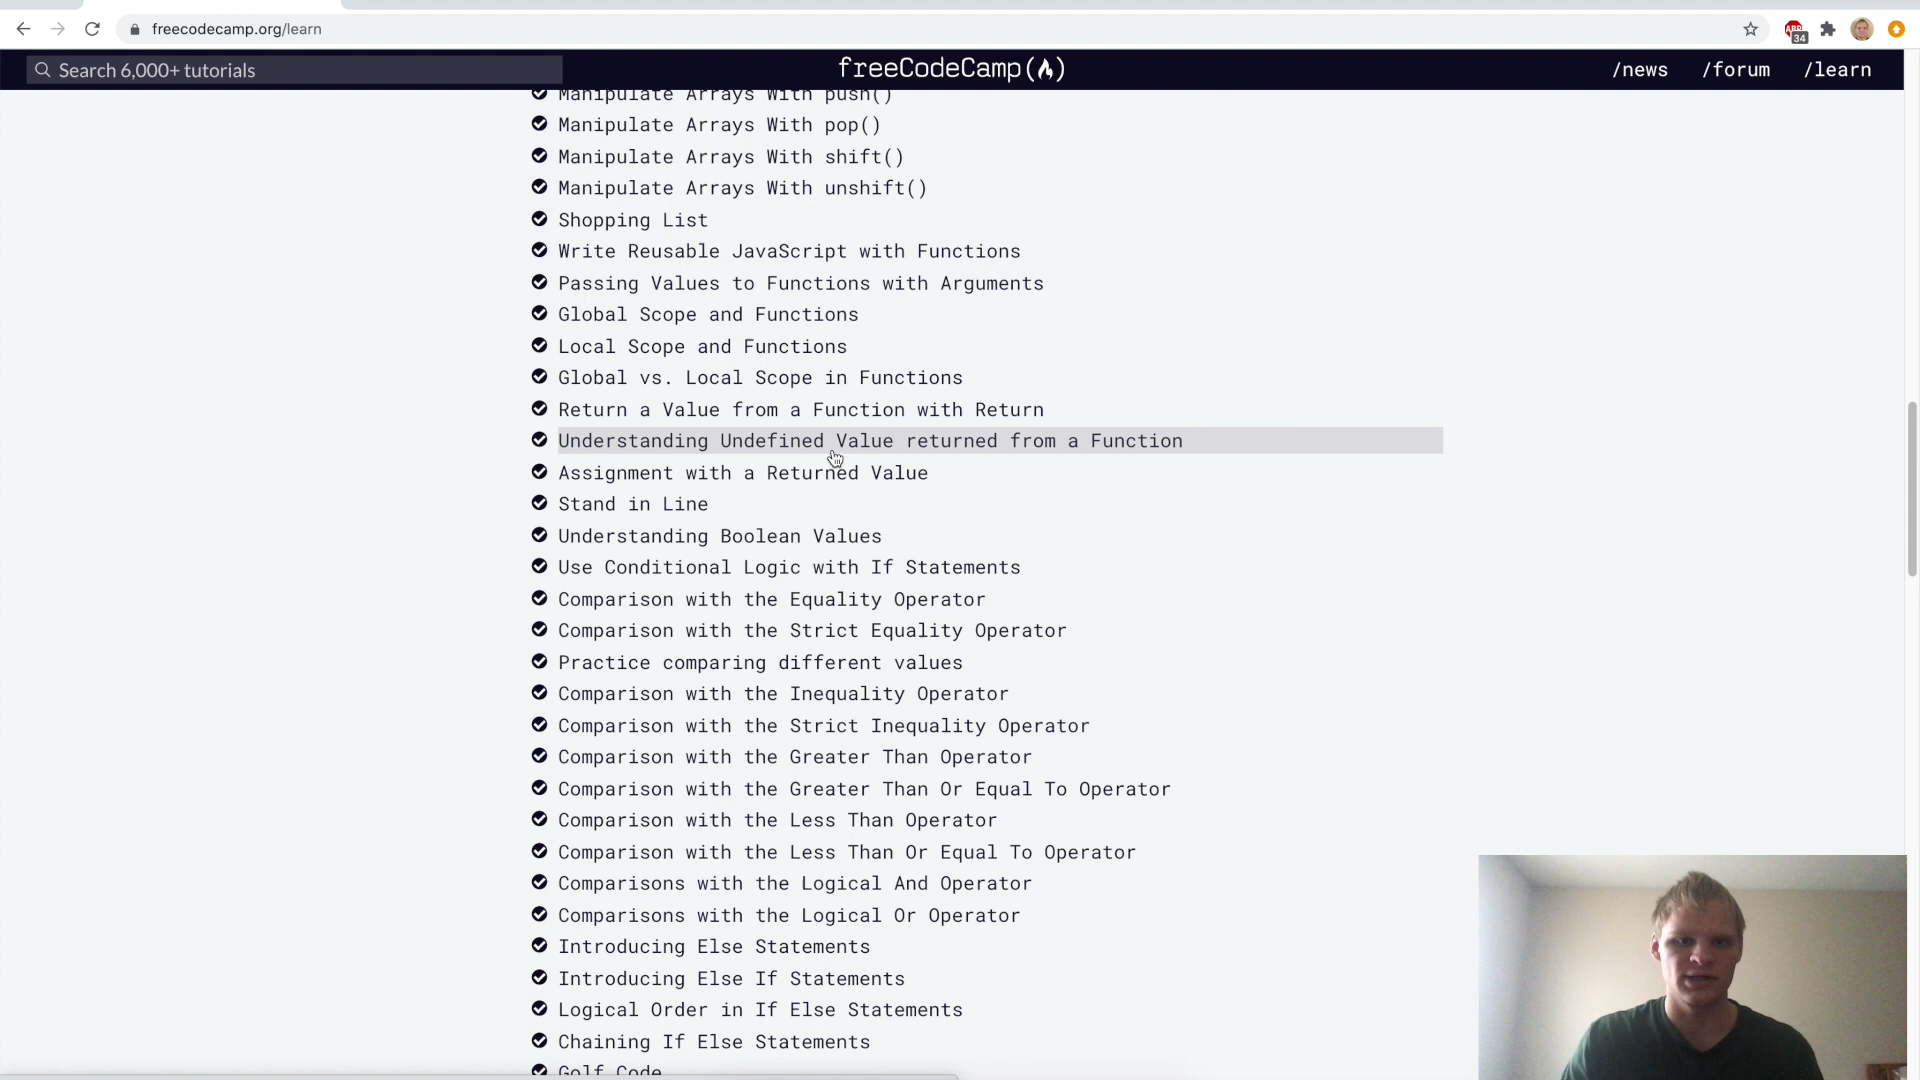 freecodecamp.org/learn
34
Search 6,000+ tutorials
freeCodeCamp
/news
/forum
/learn
Manipulate Arrays With push()
Manipulate Arrays With pop()
Manipulate Arrays With shift()
Manipulate Arrays With unshift()
Shopping List
Write Reusable JavaScript with Functions
Passing Values to Functions with Arguments
Global Scope and Functions
Local Scope and Functions
Global vs. Local Scope in Functions
Return a Value from a Function with Return
Understanding Undefined Value returned from a Function
Assignment with a Returned Value
Stand in Line
Understanding Boolean Values
Use Conditional Logic with If Statements
Comparison with the Equality Operator
Comparison with the Strict Equality Operator
Practice comparing different values
Comparison with the Inequality Operator
Comparison with the Strict Inequality Operator
Comparison with the Greater Than Operator
Comparison with the Greater Than Or Equal To Operator
Comparison with the Less Than Operator
Comparison with the Less Than Or Equal To Operator
Comparisons with the Logical And Operator
Comparisons with the Logical Or Operator
Introducing Else Statements
Introducing Else If Statements
Logical Order in If Else Statements
Chaining If Else Statements
Golf Code